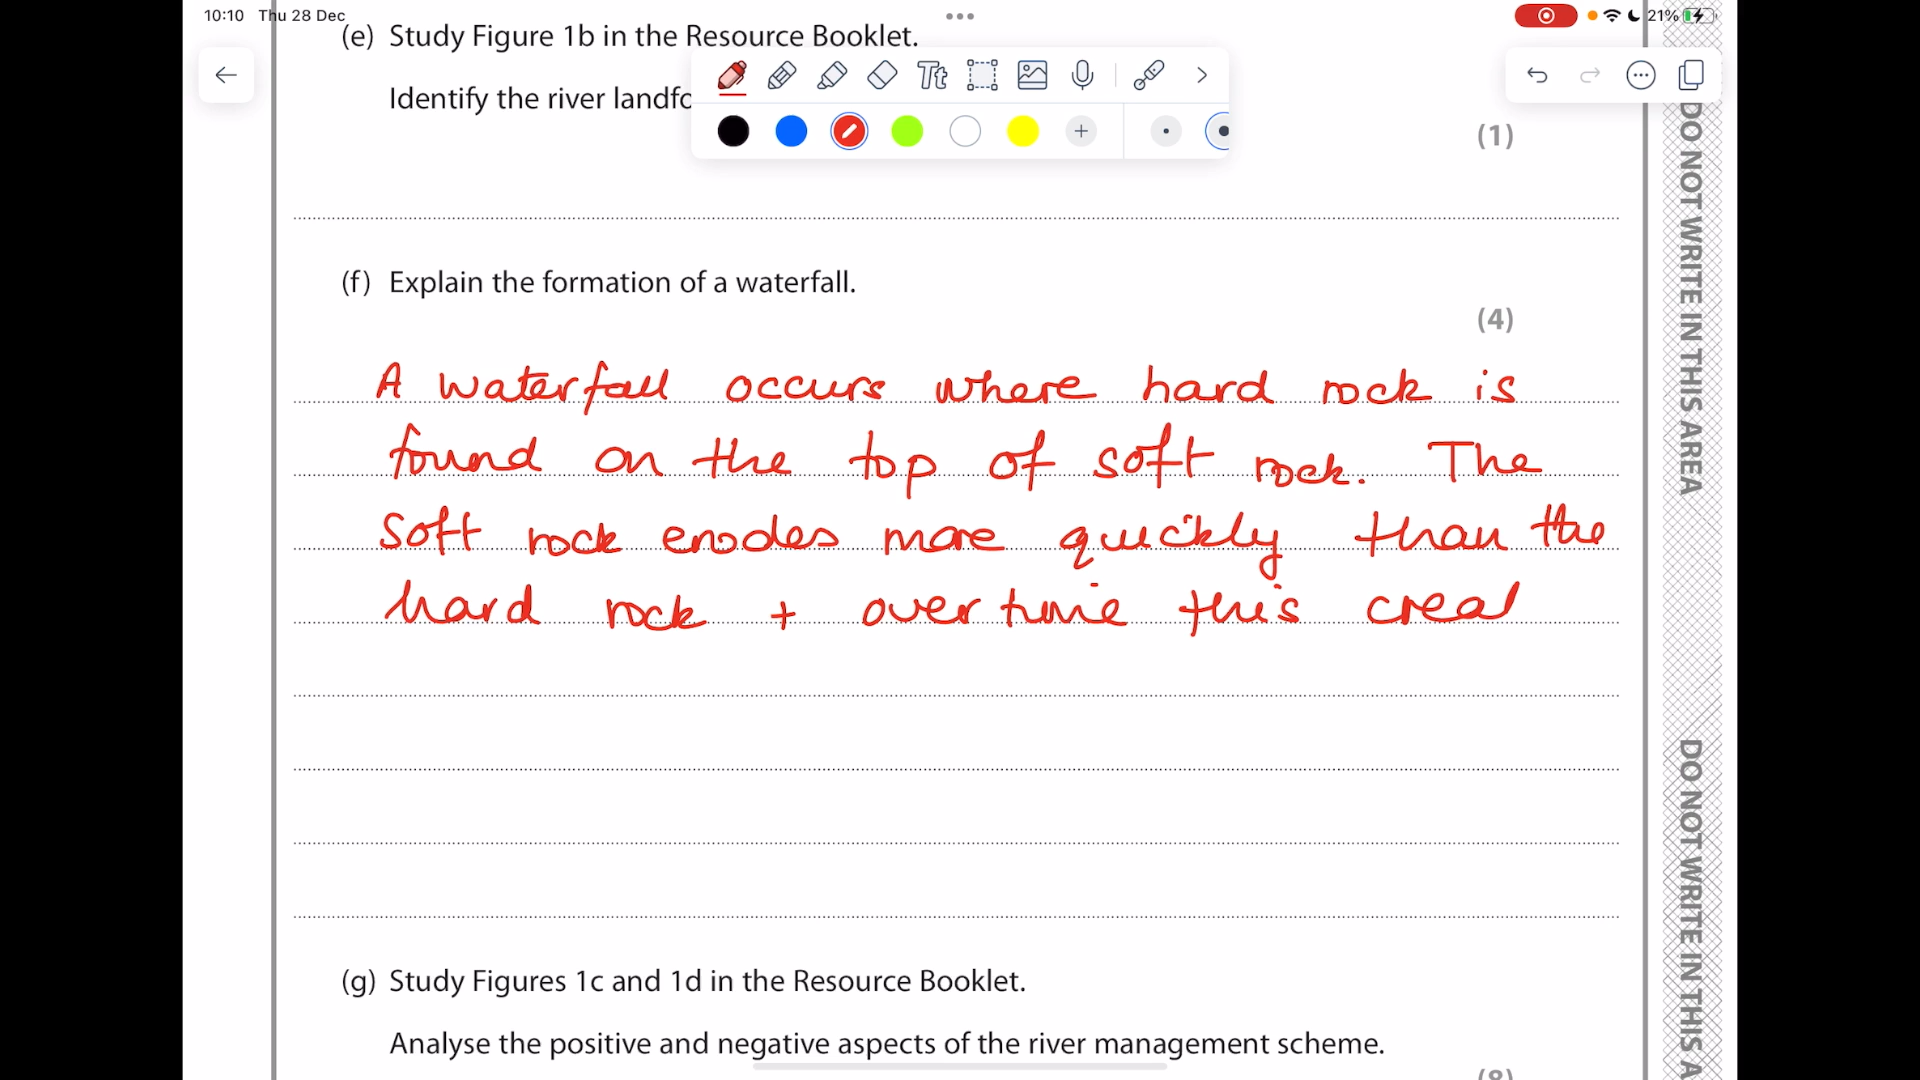 10:10 Thu 28 Dec
21%
(e) Study Figure 1b in the Resource Booklet.
Tt
Identify the river landfo
(1)
(f) Explain the formation of a waterfall.
(4)
A waterfall occurs where hard rock is
found on the top of soft rock. The
soft rock erodes more quickly than the
hard rock + over time this creat
(g) Study Figures 1c and 1d in the Resource Booklet.
Analyse the positive and negative aspects of the river management scheme.
(8)
DO NOT WRITE IN THIS AREA
DO NOT WRITE IN THIS A